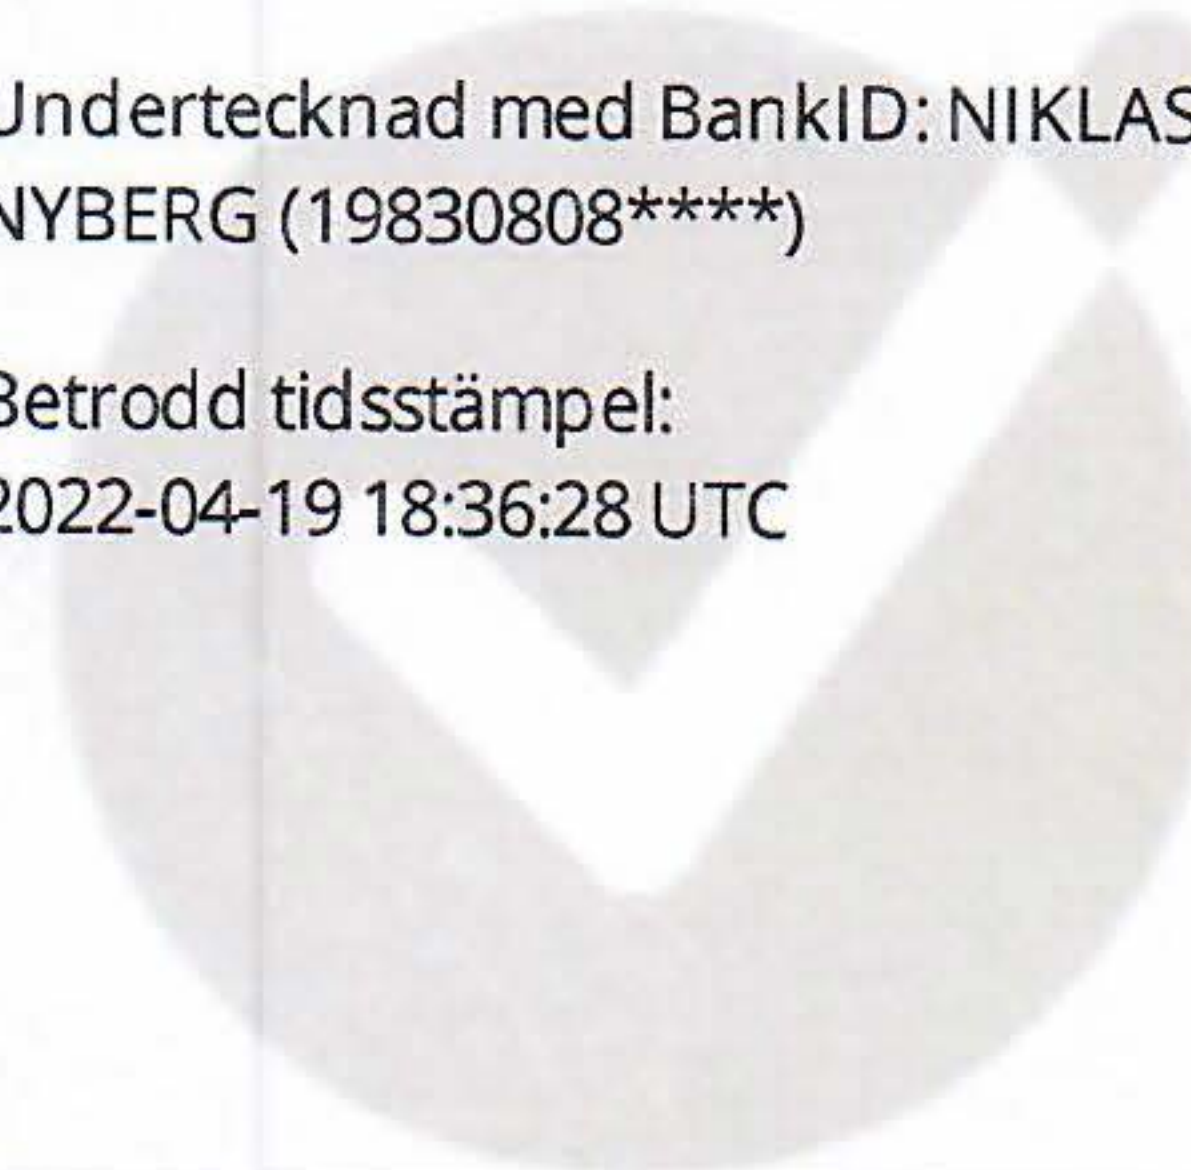 Undertecknad med BankID: NIKLAS
NYBERG (19830808****)
Betrodd tidsstämpel:
2022-04-19 18:36:28 UTC